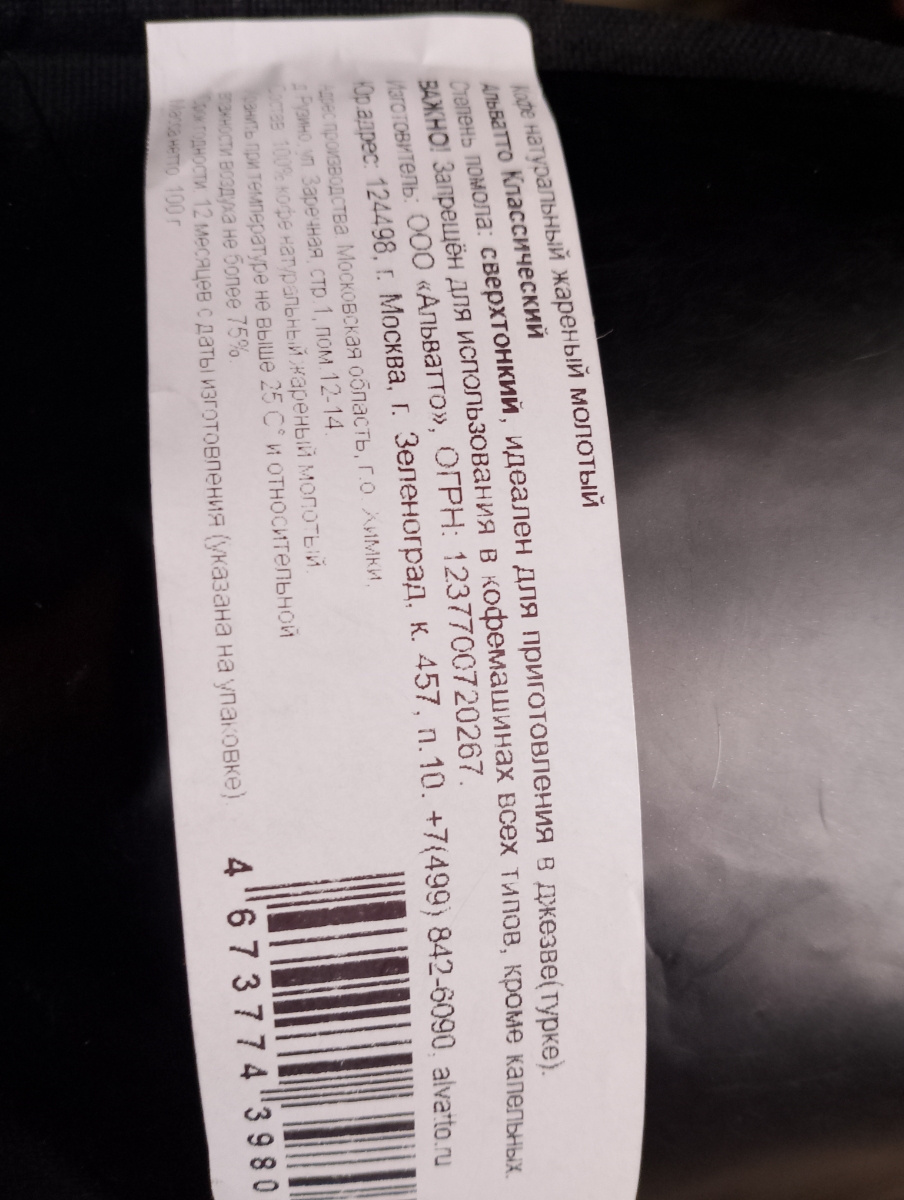 Кофе натуральный жареный молотый
Альватто Классический
Степень помола: сверхтонкий, идеален для приготовления в джезве(турке).
ВАЖНО! Запрещён для использования в кофемашинах всех типов, кроме капельных.
Изготовитель: ООО «Альватто», ОГРН: 1237700720267.
Юр.адрес: 124498, г. Москва, г. Зеленоград, к. 457, п.10. +7(499) 842-6090, alvatto.ru
Адрес производства: Московская область, г.о. Химки,
д.Рузино, ул. Заречная, стр.1, пом.12-14.
Состав: 100% кофе натуральный жареный молотый.
Хранить при температуре не выше 25 С° и относительной
влажности воздуха не более 75%.
Срок годности: 12 месяцев с даты изготовления (указана на упаковке)
Масса нетто: 100 г
4 673774 3980